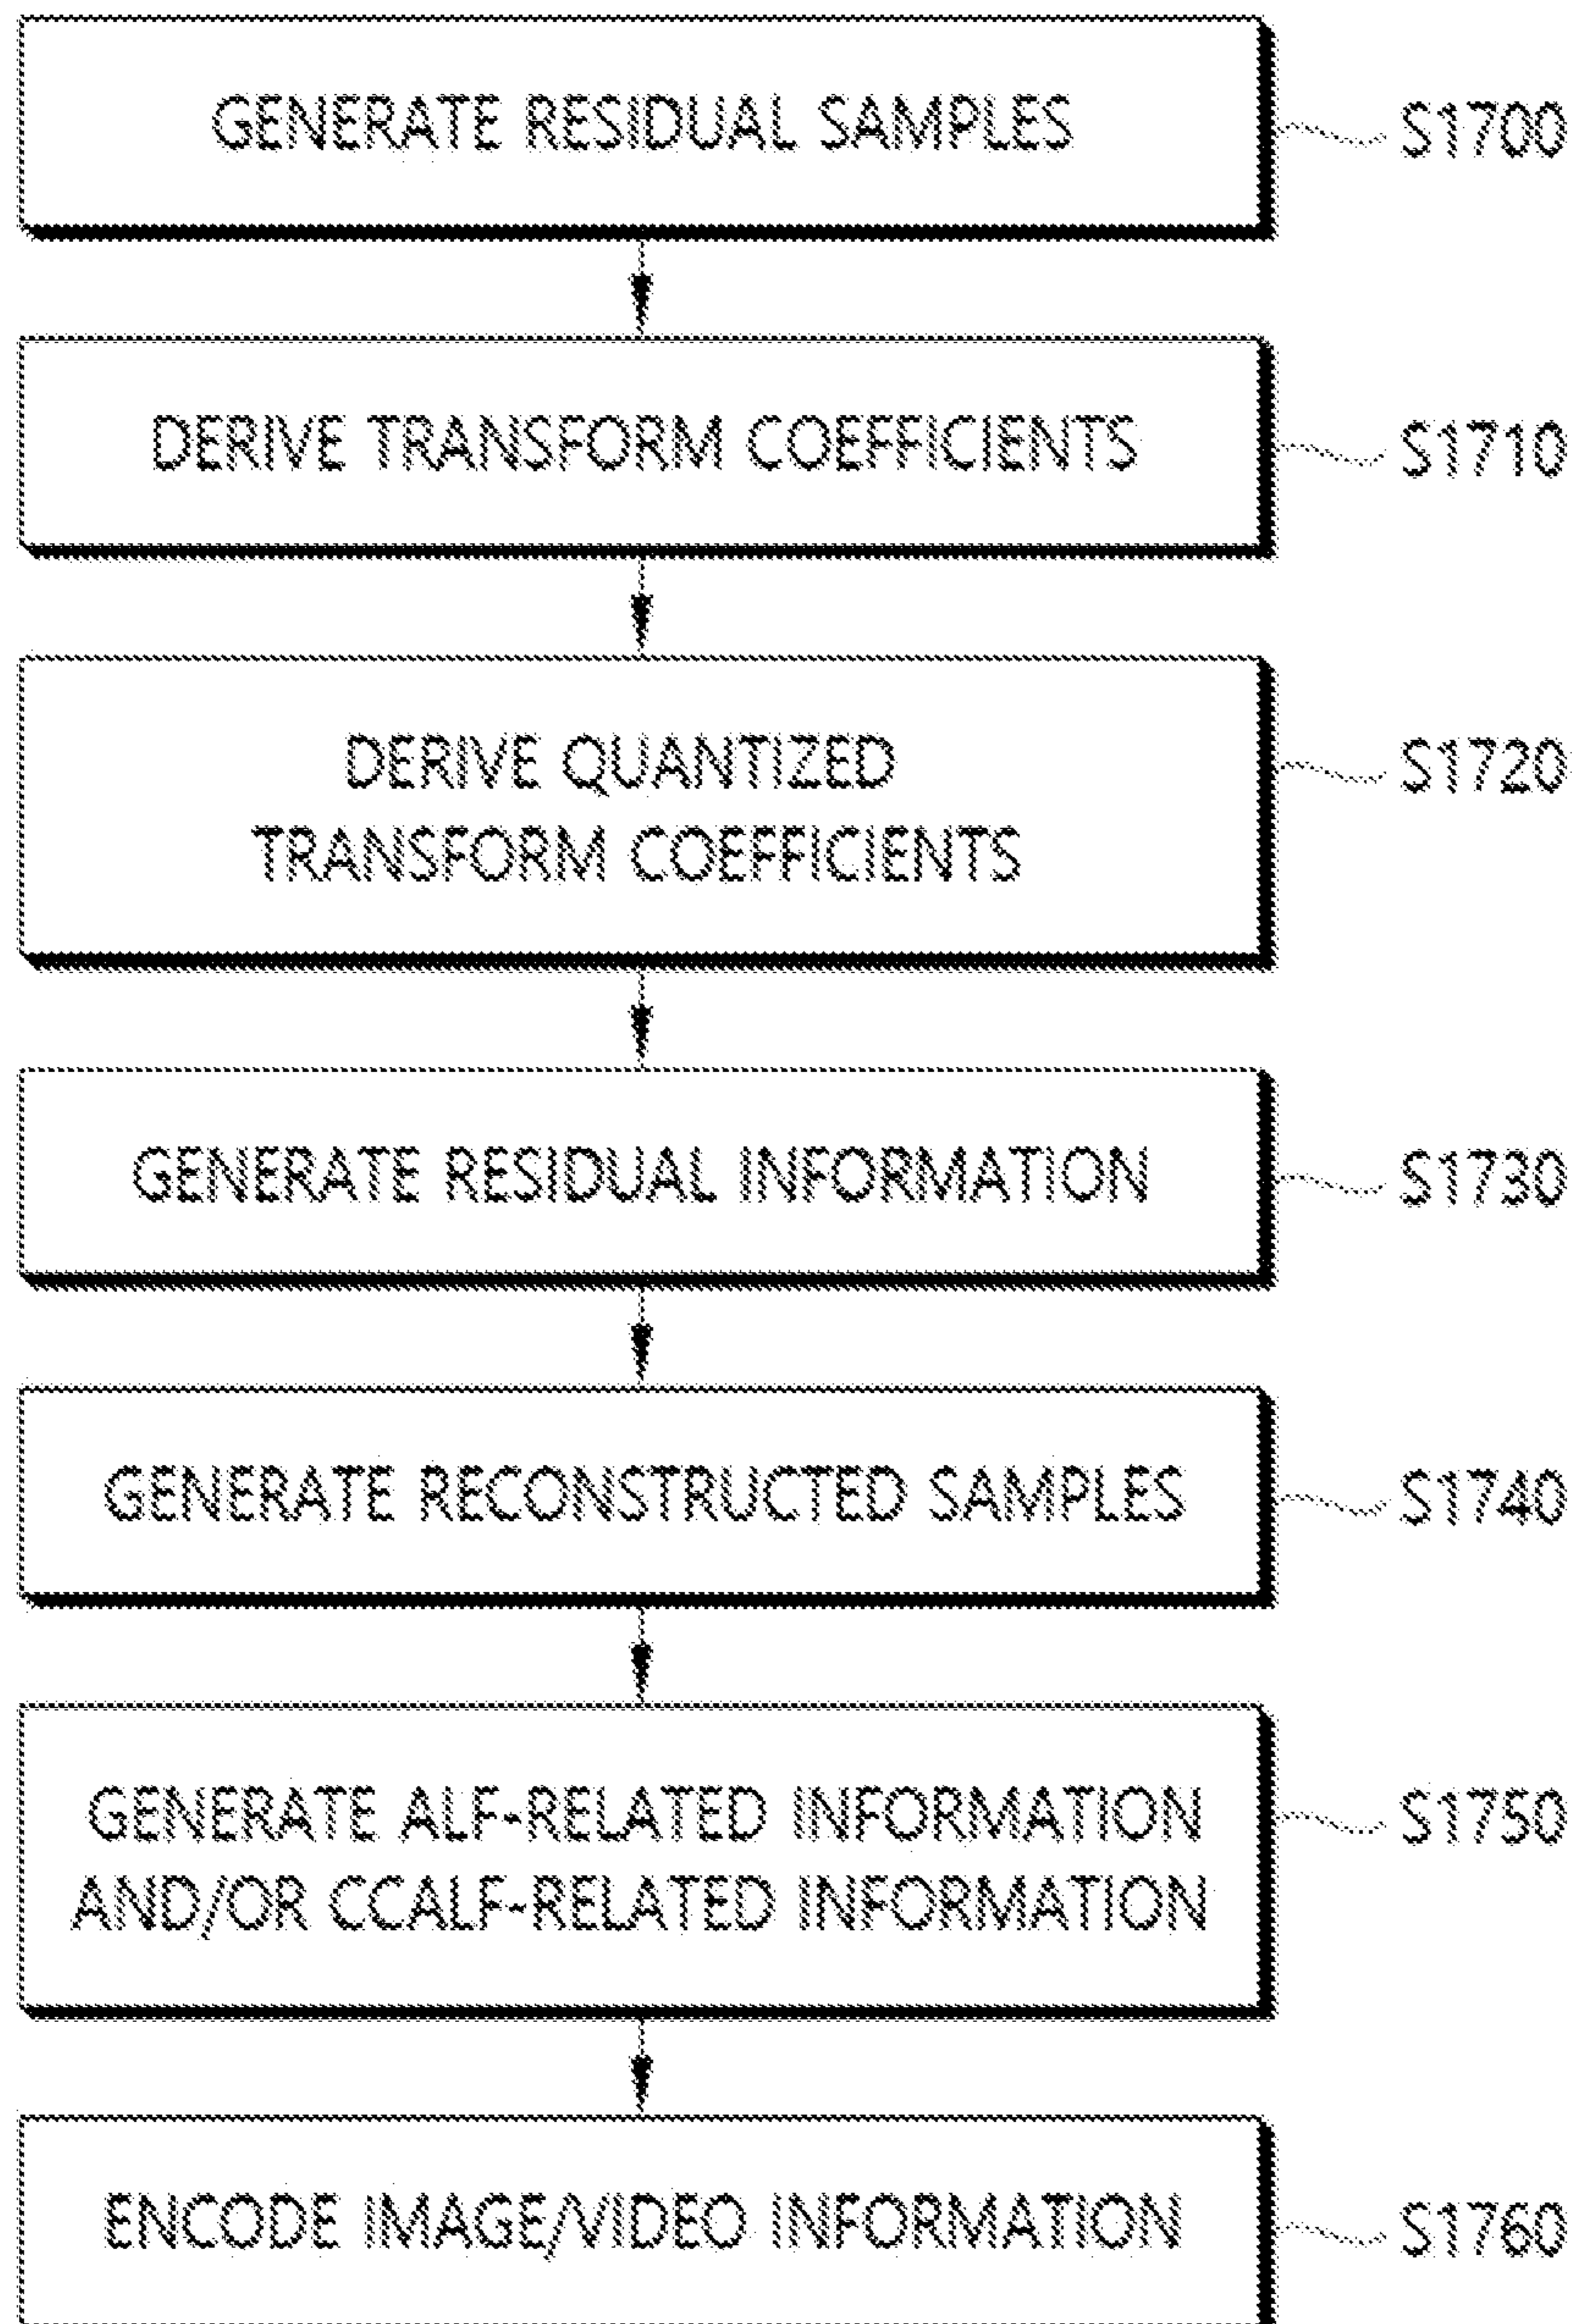 GENERATE RESIDUAL SAMPLES
S1700
DERIVE TRANSFORM COEFFICIENTS
S1710
DERIVE QUANTIZED
TRANSFORM COEFFICIENTS
S1720
GENERATE RESIDUAL INFORMATION
S1730
GENERATE RECONSTRUCTED SAMPLES
S1740
GENERATE ALF-RELATED INFORMATION
AND/OR CCALF-RELATED INFORMATION
S1750
ENCODE IMAGE/VIDEO INFORMATION
S1760